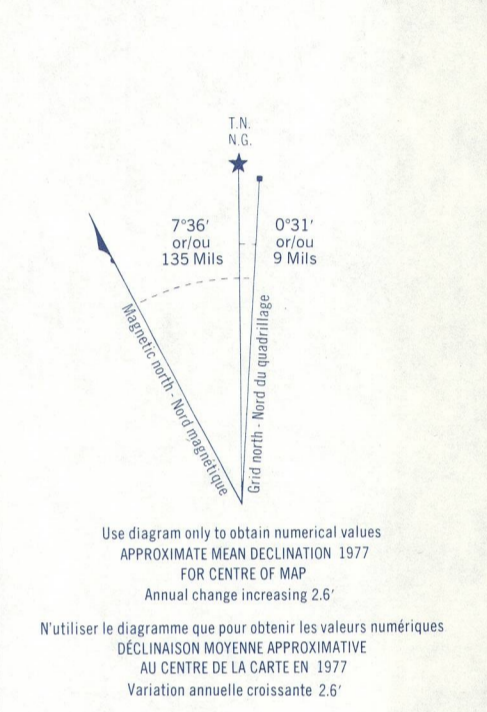 T.N.
N.G.
7°36′
or/ou
135 Mils
0°31′
or/ou
9 Mils
Magnetic north - Nord magnétique
Grid north - Nord du quadrillage
Use diagram only to obtain numerical values
APPROXIMATE MEAN DECLINATION 1977
FOR CENTRE OF MAP
Annual change increasing 2.6′
N'utiliser le diagramme que pour obtenir les valeurs numériques
DÉCLINAISON MOYENNE APPROXIMATIVE
AU CENTRE DE LA CARTE EN 1977
Variation annuelle croissante 2.6′